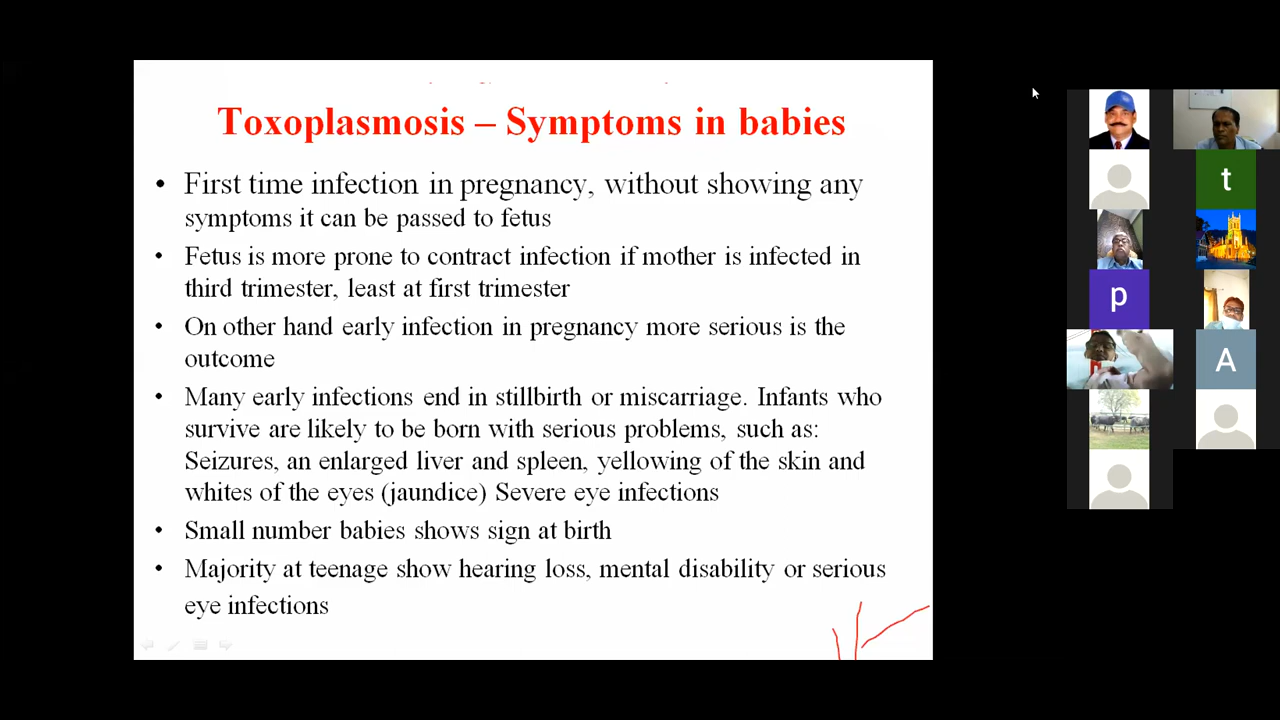 Toxoplasmosis – Symptoms in babies
• First time infection in pregnancy, without showing any
symptoms it can be passed to fetus
• Fetus is more prone to contract infection if mother is infected in
third trimester, least at first trimester
• On other hand early infection in pregnancy more serious is the
outcome
• Many early infections end in stillbirth or miscarriage. Infants who
survive are likely to be born with serious problems, such as:
Seizures, an enlarged liver and spleen, yellowing of the skin and
whites of the eyes (jaundice) Severe eye infections
• Small number babies shows sign at birth
• Majority at teenage show hearing loss, mental disability or serious
eye infections
t
p
A